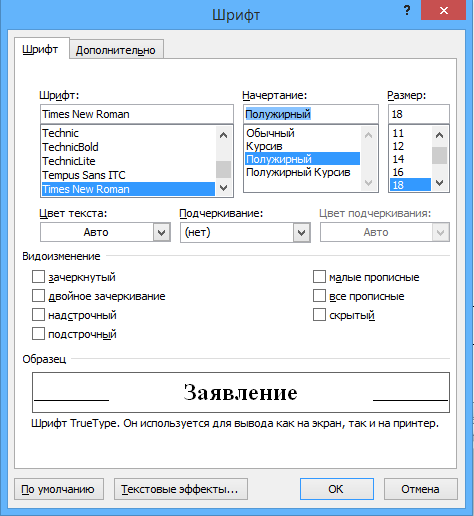 Шрифт
?
Шрифт
Дополнительно
Шрифт: Начертание: Размер:
Times New Roman Полужирный 18
Technic Обычный 11
TechnicBold Курсив 12
TechnicLite Полужирный 14
Tempus Sans ITC Полужирный Курсив 16
Times New Roman 18
Цвет текста: Подчеркивание: Цвет подчеркивания:
Авто (нет) Авто
Видоизменение
зачеркнутый малые прописные
двойное зачеркивание все прописные
надстрочный скрытый
подстрочный
Образец
Заявление
Шрифт TrueType. Он используется для вывода как на экран, так и на принтер.
По умолчанию Текстовые эффекты... ОК Отмена